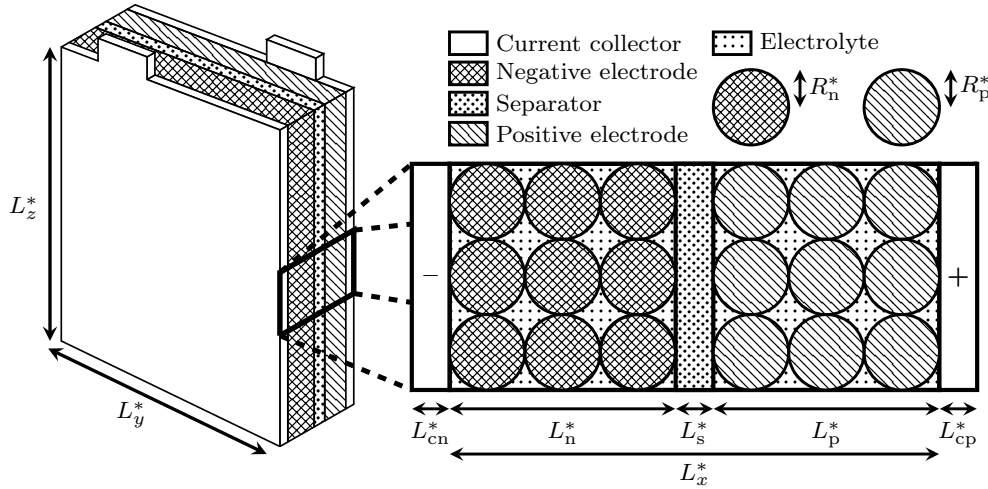 Current collector
Negative electrode
Separator
Positive electrode
Electrolyte
R*n
R*p
L*z
L*y
−
+
L*cn
L*n
L*s
L*p
L*cp
L*x